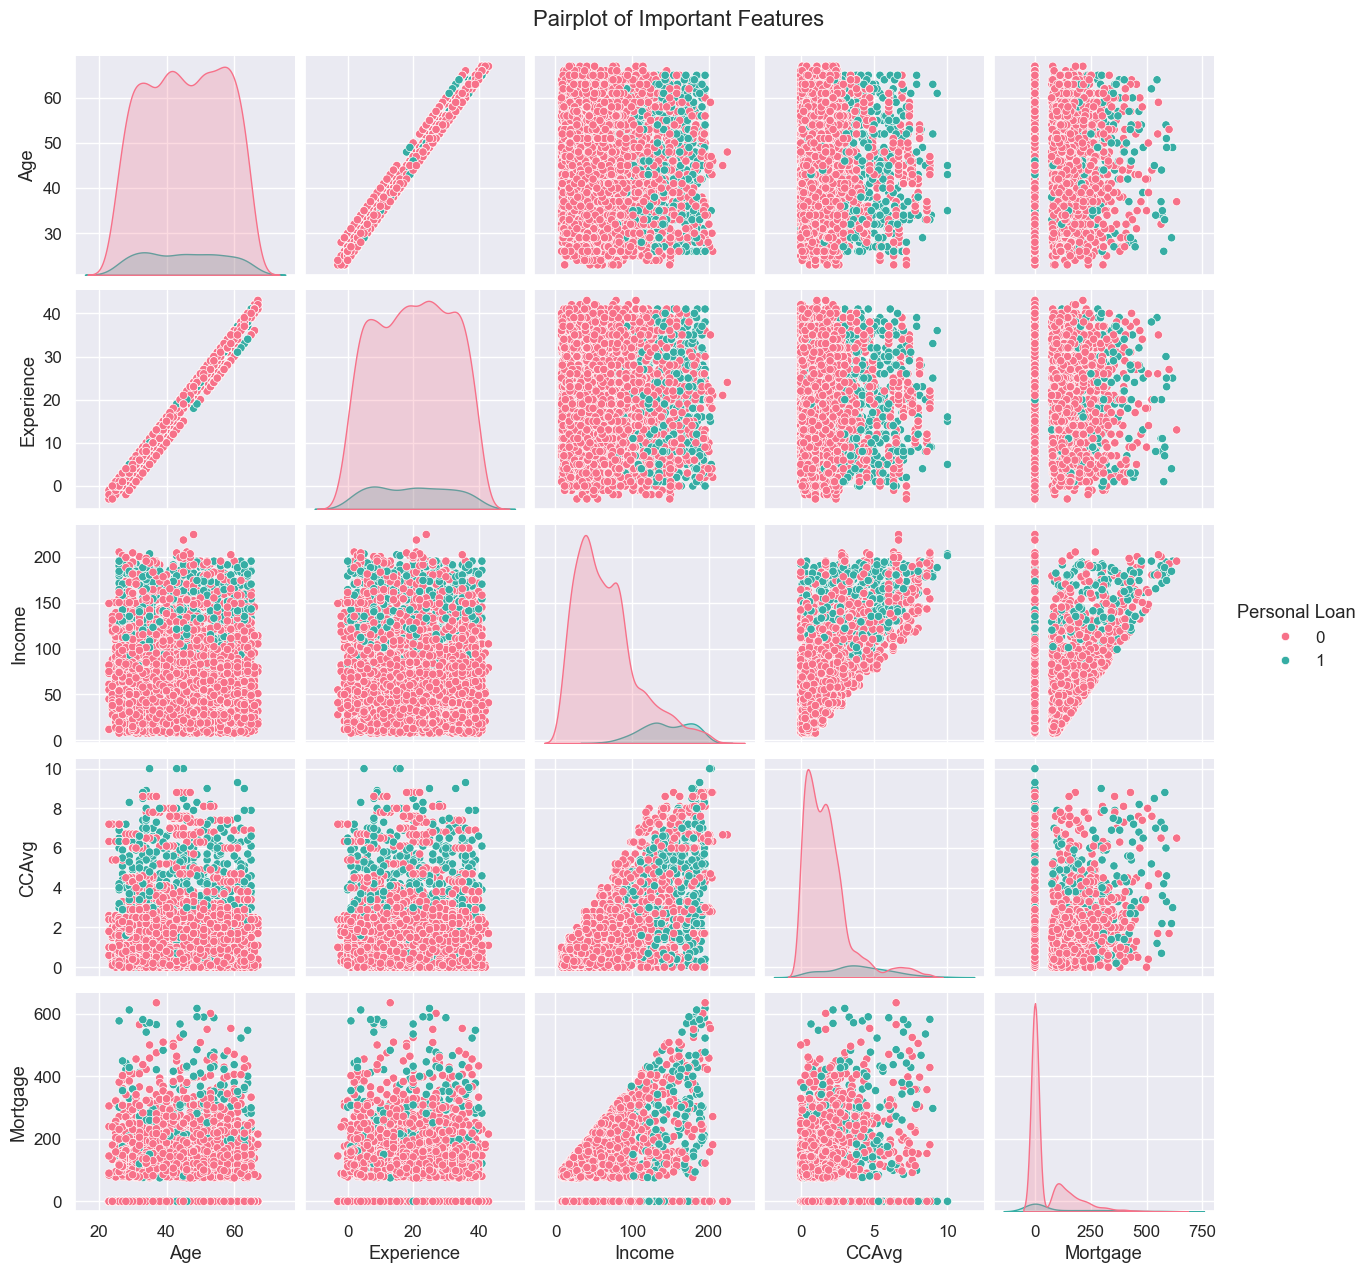 Pairplot of Important Features
60
50
40
30
Age
40
30
20
10
0
Experience
200
150
100
50
0
Income
Personal Loan
0
1
10
8
6
4
2
0
CCAvg
600
400
200
0
Mortgage
20 40 60
0 20 40
0 100 200
0 5 10
0 250 500 750
Age Experience Income CCAvg Mortgage